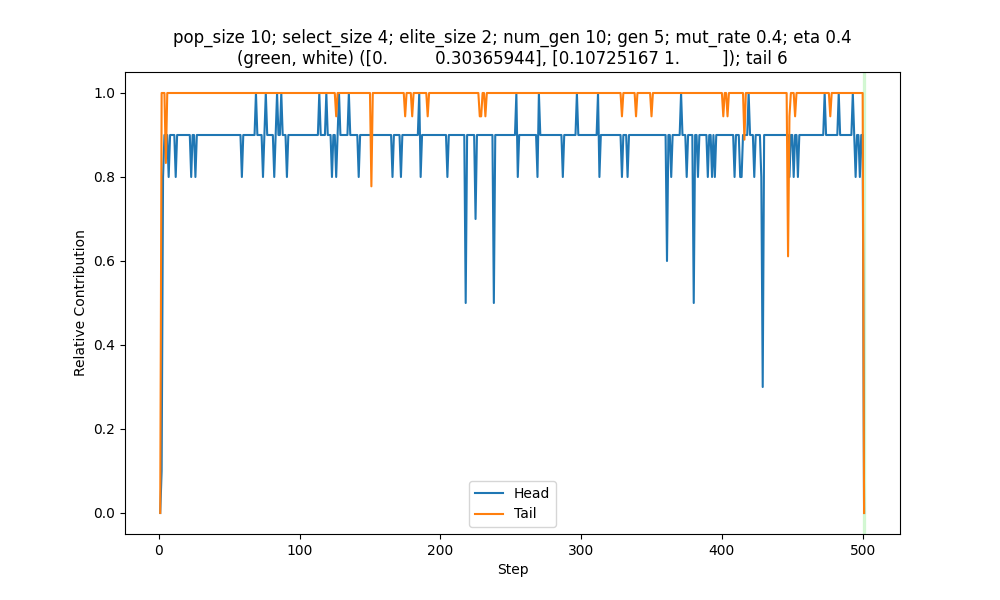 pop_size 10; select_size 4; elite_size 2; num_gen 10; gen 5; mut_rate 0.4; eta 0.4
(green, white) ([0.         0.30365944], [0.10725167 1.        ]); tail 6
Relative Contribution
1.0
0.8
0.6
0.4
0.2
0.0
Head
Tail
0 100 200 300 400 500
Step